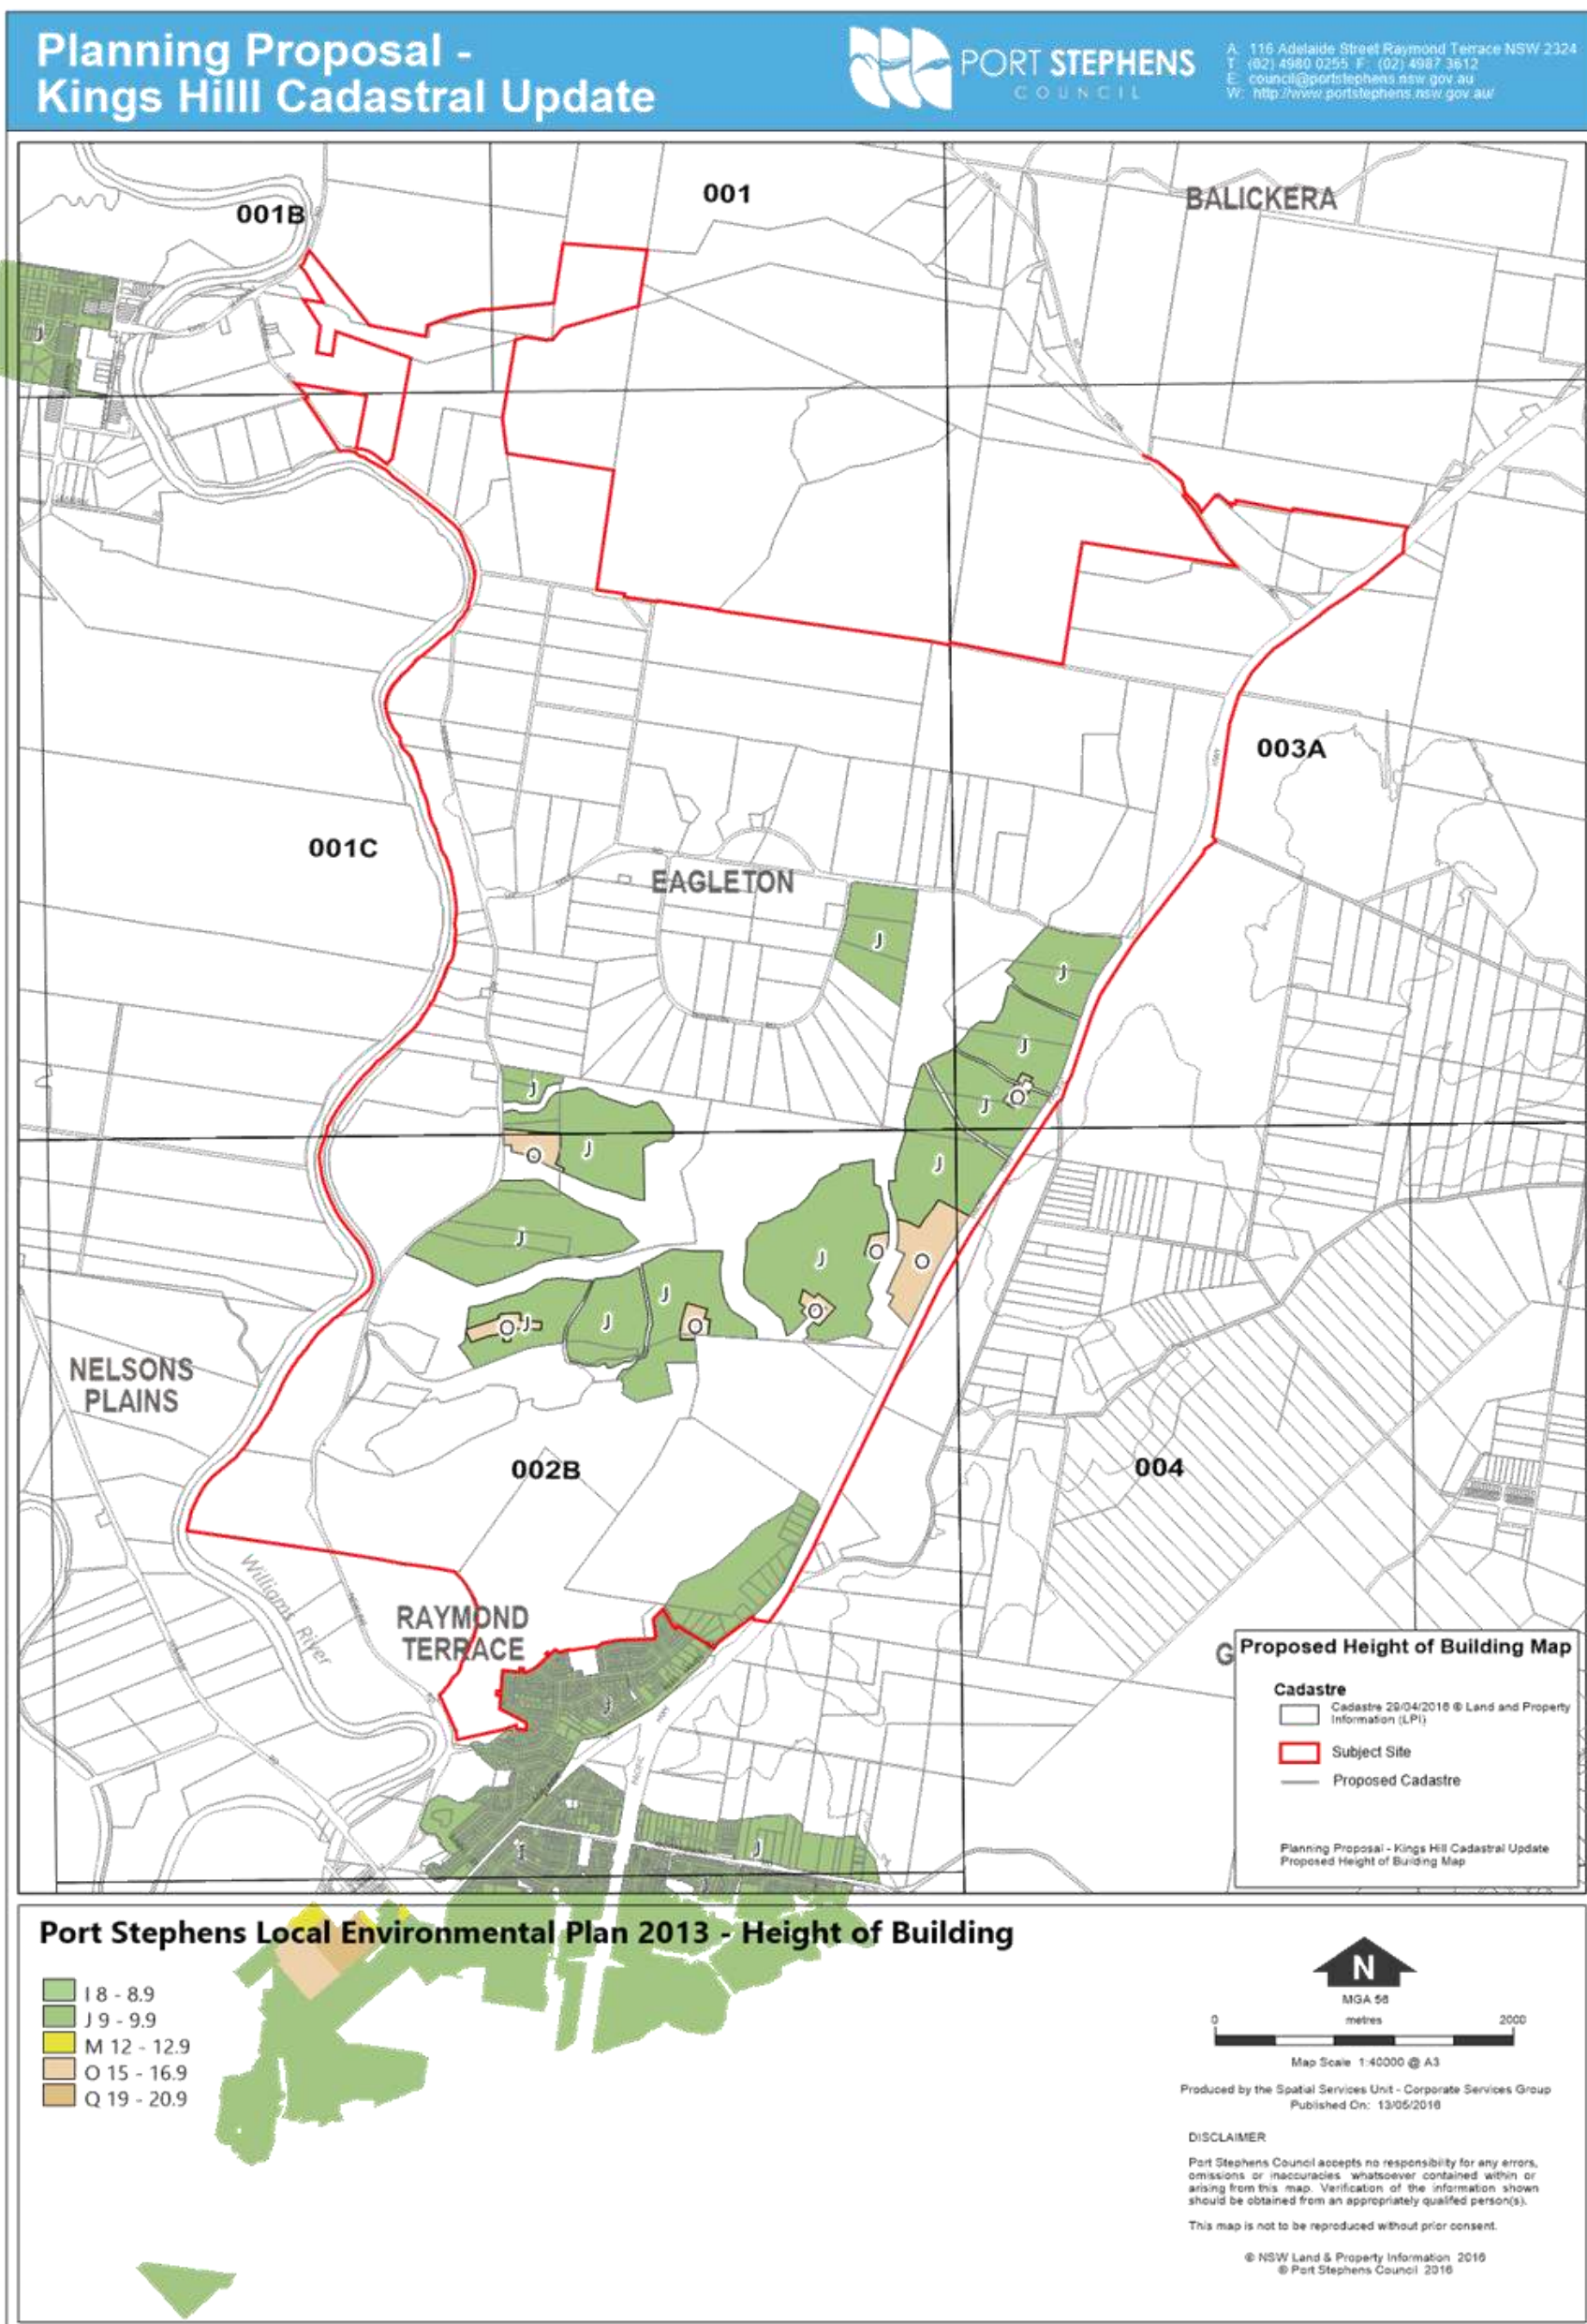 Planning Proposal -
Kings Hilll Cadastral Update
PORT STEPHENS
COUNCIL
A: 116 Adelaide Street Raymond Terrace NSW 2324
T: (02) 4980 0255 F: (02) 4987 3612
E: council@portstephens.nsw.gov.au
W: http://www.portstephens.nsw.gov.au/
001B
001
BALICKERA
J
003A
001C
EAGLETON
J
J
J
J
O
J
O
J
J
J
J
O
O
J
O
O
J
J
O
NELSONS
PLAINS
002B
004
Williams River
RAYMOND
TERRACE
J
J
G
Proposed Height of Building Map
Cadastre
Cadastre 29/04/2016 © Land and Property
Information (LPI)
Subject Site
Proposed Cadastre
Planning Proposal - Kings Hill Cadastral Update
Proposed Height of Building Map
Port Stephens Local Environmental Plan 2013 - Height of Building
I 8 - 8.9
J 9 - 9.9
M 12 - 12.9
O 15 - 16.9
Q 19 - 20.9
N
MGA 56
0 metres 2000
Map Scale 1:40000 @ A3
Produced by the Spatial Services Unit - Corporate Services Group
Published On: 13/05/2016
DISCLAIMER
Port Stephens Council accepts no responsibility for any errors,
omissions or inaccuracies whatsoever contained within or
arising from this map. Verification of the information shown
should be obtained from an appropriately qualifed person(s).
This map is not to be reproduced without prior consent.
© NSW Land & Property Information 2016
© Port Stephens Council 2016